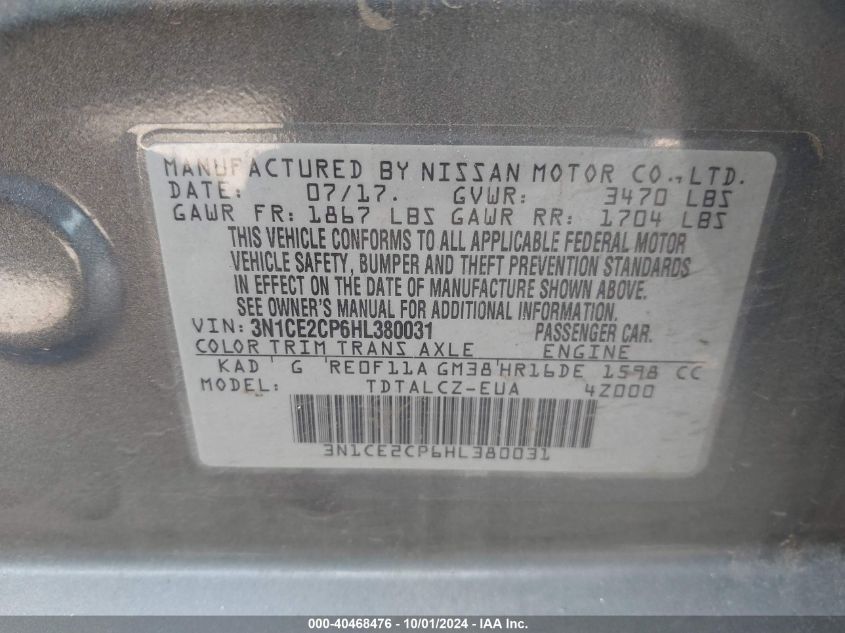 MANUFACTURED BY NISSAN MOTOR CO.,LTD.
DATE: 07/17. GVWR: 3470 LBS
GAWR FR: 1867 LBS GAWR RR: 1704 LBS
THIS VEHICLE CONFORMS TO ALL APPLICABLE FEDERAL MOTOR
VEHICLE SAFETY, BUMPER AND THEFT PREVENTION STANDARDS
IN EFFECT ON THE DATE OF MANUFACTURE SHOWN ABOVE.
SEE OWNER'S MANUAL FOR ADDITIONAL INFORMATION.
VIN: 3N1CE2CP6HL380031 PASSENGER CAR.
COLOR TRIM TRANS AXLE ENGINE
KAD G RE0F11A GM38 HR16DE 1598 CC
MODEL: TDTALCZ-EUA 4Z000
3N1CE2CP6HL380031
000-40468476 - 10/01/2024 - IAA Inc.